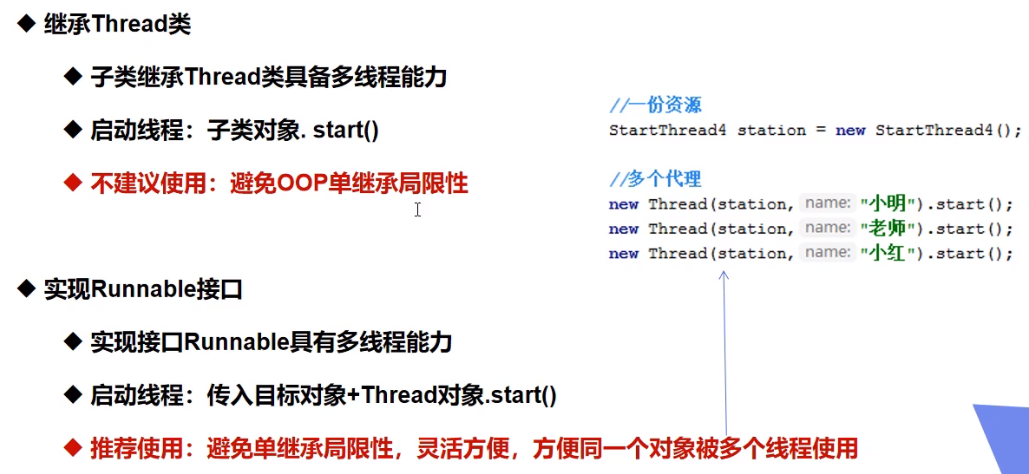 ◆ 继承Thread类
◆ 子类继承Thread类具备多线程能力
◆ 启动线程：子类对象. start()
◆ 不建议使用：避免OOP单继承局限性
◆ 实现Runnable接口
◆ 实现接口Runnable具有多线程能力
◆ 启动线程：传入目标对象+Thread对象.start()
◆ 推荐使用：避免单继承局限性，灵活方便，方便同一个对象被多个线程使用
//一份资源
StartThread4 station = new StartThread4();
//多个代理
new Thread(station, name: "小明").start();
new Thread(station, name: "老师").start();
new Thread(station, name: "小红").start();